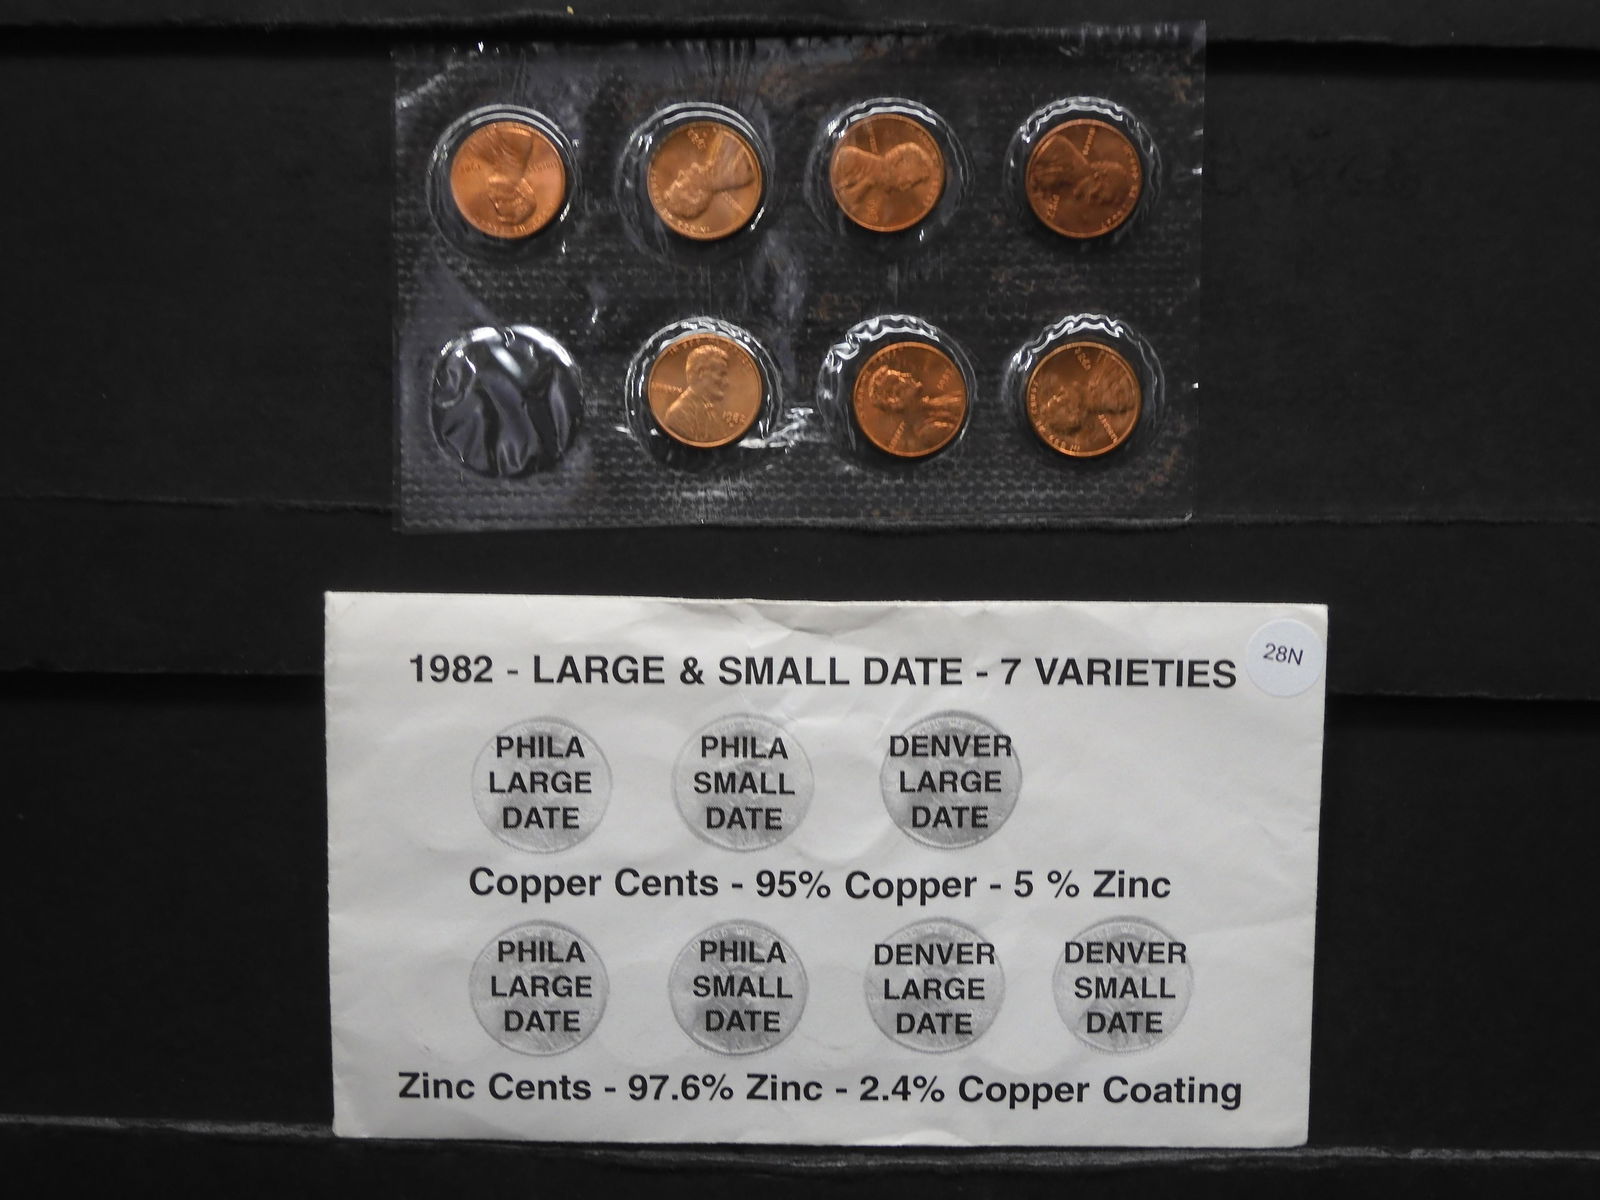 1982 - LARGE & SMALL DATE - 7 VARIETIES
28N
PHILA
LARGE
DATE
PHILA
SMALL
DATE
DENVER
LARGE
DATE
Copper Cents - 95% Copper - 5 % Zinc
PHILA
LARGE
DATE
PHILA
SMALL
DATE
DENVER
LARGE
DATE
DENVER
SMALL
DATE
Zinc Cents - 97.6% Zinc - 2.4% Copper Coating